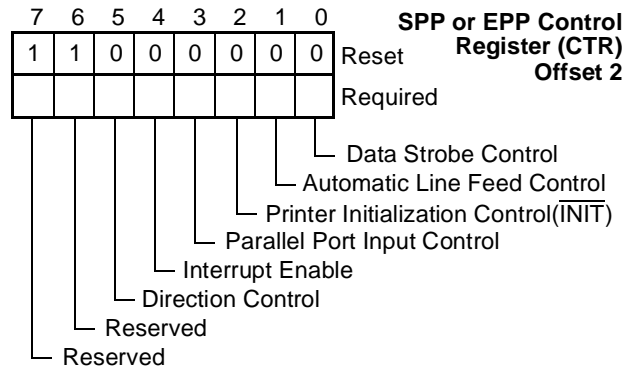 7 6 5 4 3 2 1 0
SPP or EPP Control
Register (CTR)
Offset 2
1 1 0 0 0 0 0 0 Reset
Required
Data Strobe Control
Automatic Line Feed Control
Printer Initialization Control(INIT)
Parallel Port Input Control
Interrupt Enable
Direction Control
Reserved
Reserved